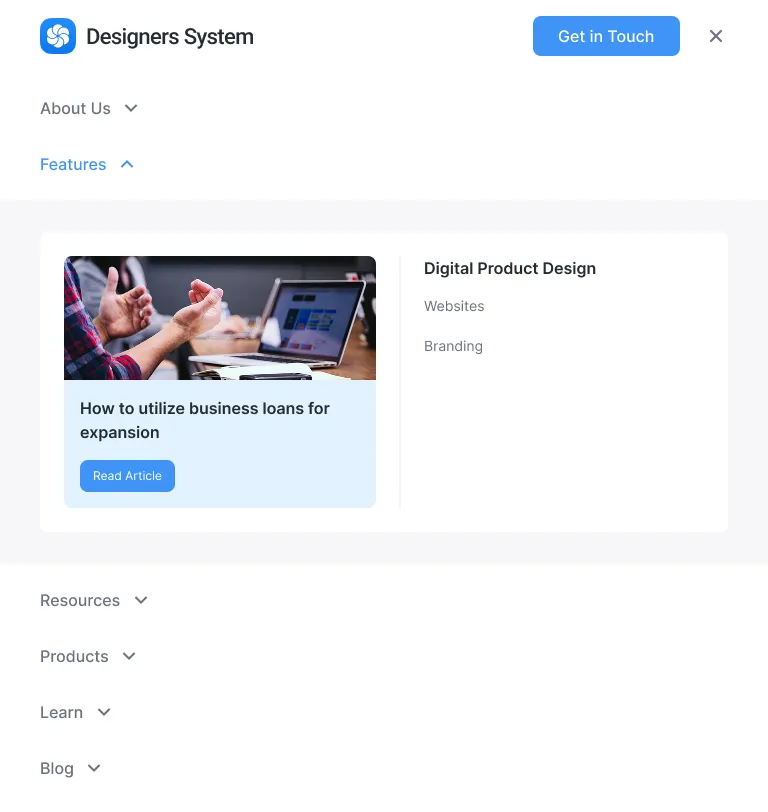 Designers System
Get in Touch
About Us
Features
How to utilize business loans for
expansion
Read Article
Digital Product Design
Websites
Branding
Resources
Products
Learn
Blog